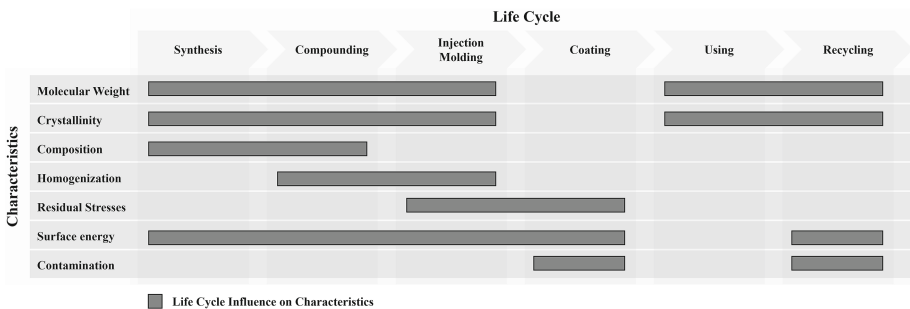 Life Cycle
Synthesis
Compounding
Injection
Molding
Coating
Using
Recycling
Characteristics
Molecular Weight
Crystallinity
Composition
Homogenization
Residual Stresses
Surface energy
Contamination
Life Cycle Influence on Characteristics